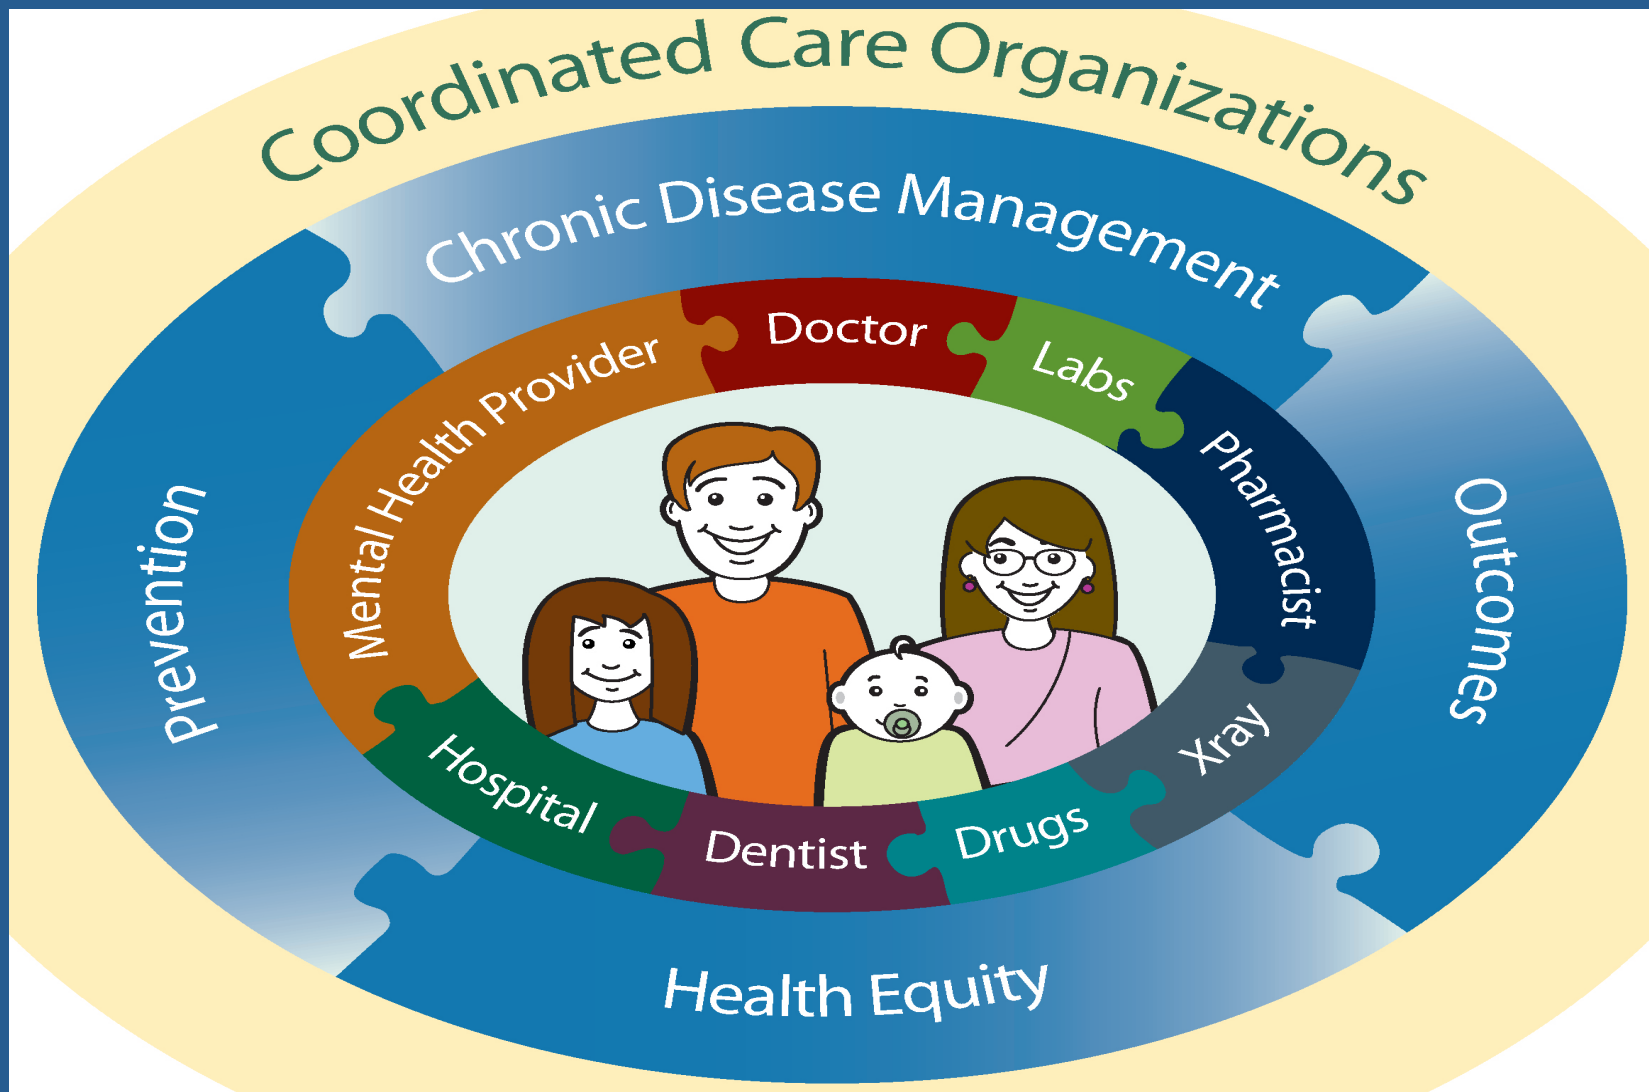 Coordinated Care Organizations
Chronic Disease Management
Doctor
Labs
Mental Health Provider
Pharmacist
Prevention
Outcomes
Xray
Hospital
Drugs
Dentist
Health Equity